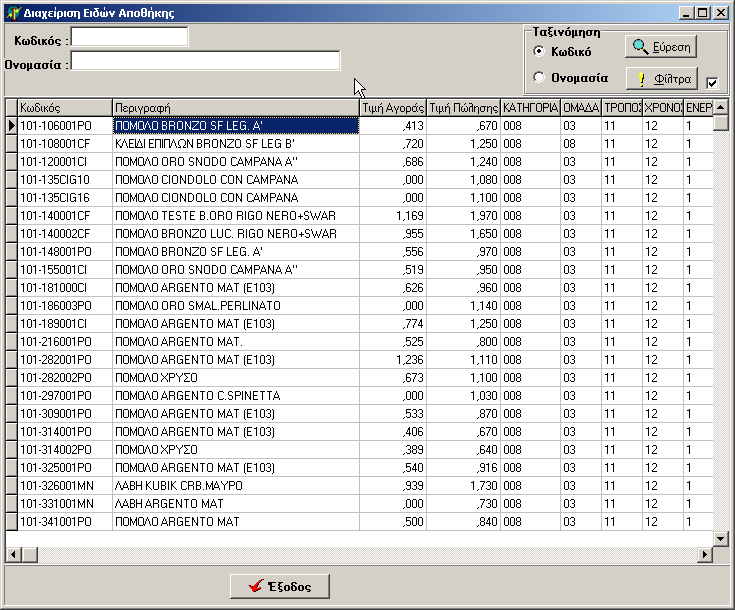 Διαχείριση Ειδών Αποθήκης
Κωδικός :
Ονομασία :
Ταξινόμηση
Κωδικό
Ονομασία
Εύρεση
Φίλτρα
Κωδικός Περιγραφή Τιμή Αγοράς Τιμή Πώλησης ΚΑΤΗΓΟΡΙΑ ΟΜΑΔΑ ΤΡΟΠΟΣ ΧΡΟΝΟΣ ΕΝΕΡ
101-106001PO ΠΟΜΟΛΟ BRONZO SF LEG. A' ,413 ,670 008 03 11 12 1
101-108001CF ΚΛΕΙΔΙ ΕΠΙΠΛΩΝ BRONZO SF LEG B' ,720 1,250 008 08 11 12 1
101-120001CI ΠΟΜΟΛΟ ORO SNODO CAMPANA A'' ,686 1,240 008 03 11 12 1
101-135CIG10 ΠΟΜΟΛΟ CIONDOLO CON CAMPANA ,000 1,080 008 03 11 12 1
101-135CIG16 ΠΟΜΟΛΟ CIONDOLO CON CAMPANA ,000 1,100 008 03 11 12 1
101-140001CF ΠΟΜΟΛΟ TESTE B.ORO RIGO NERO+SWAR 1,169 1,970 008 03 11 12 1
101-140002CF ΠΟΜΟΛΟ BRONZO LUC. RIGO NERO+SWAR ,955 1,650 008 03 11 12 1
101-148001PO ΠΟΜΟΛΟ BRONZO SF LEG. A' ,556 ,970 008 03 11 12 1
101-155001CI ΠΟΜΟΛΟ ORO SNODO CAMPANA A'' ,519 ,950 008 03 11 12 1
101-181000CI ΠΟΜΟΛΟ ARGENTO MAT (E103) ,626 ,960 008 03 11 12 1
101-186003PO ΠΟΜΟΛΟ ORO SMAL.PERLINATO ,000 1,140 008 03 11 12 1
101-189001CI ΠΟΜΟΛΟ ARGENTO MAT (E103) ,774 1,250 008 03 11 12 1
101-216001PO ΠΟΜΟΛΟ ARGENTO MAT. ,525 ,800 008 03 11 12 1
101-282001PO ΠΟΜΟΛΟ ARGENTO MAT (E103) 1,236 1,110 008 03 11 12 1
101-282002PO ΠΟΜΟΛΟ ΧΡΥΣΟ ,673 1,100 008 03 11 12 1
101-297001PO ΠΟΜΟΛΟ ARGENTO C.SPINETTA ,000 1,030 008 03 11 12 1
101-309001PO ΠΟΜΟΛΟ ARGENTO MAT (E103) ,533 ,870 008 03 11 12 1
101-314001PO ΠΟΜΟΛΟ ARGENTO MAT (E103) ,406 ,670 008 03 11 12 1
101-314002PO ΠΟΜΟΛΟ ΧΡΥΣΟ ,389 ,640 008 03 11 12 1
101-325001PO ΠΟΜΟΛΟ ARGENTO MAT (E103) ,540 ,916 008 03 11 12 1
101-326001MN ΛΑΒΗ KUBIK CRB.ΜΑΥΡΟ ,939 1,730 008 03 11 12 1
101-331001MN ΛΑΒΗ ARGENTO MAT ,000 ,730 008 03 11 12 1
101-341001PO ΠΟΜΟΛΟ ARGENTO MAT ,500 ,840 008 03 11 12 1
Έξοδος